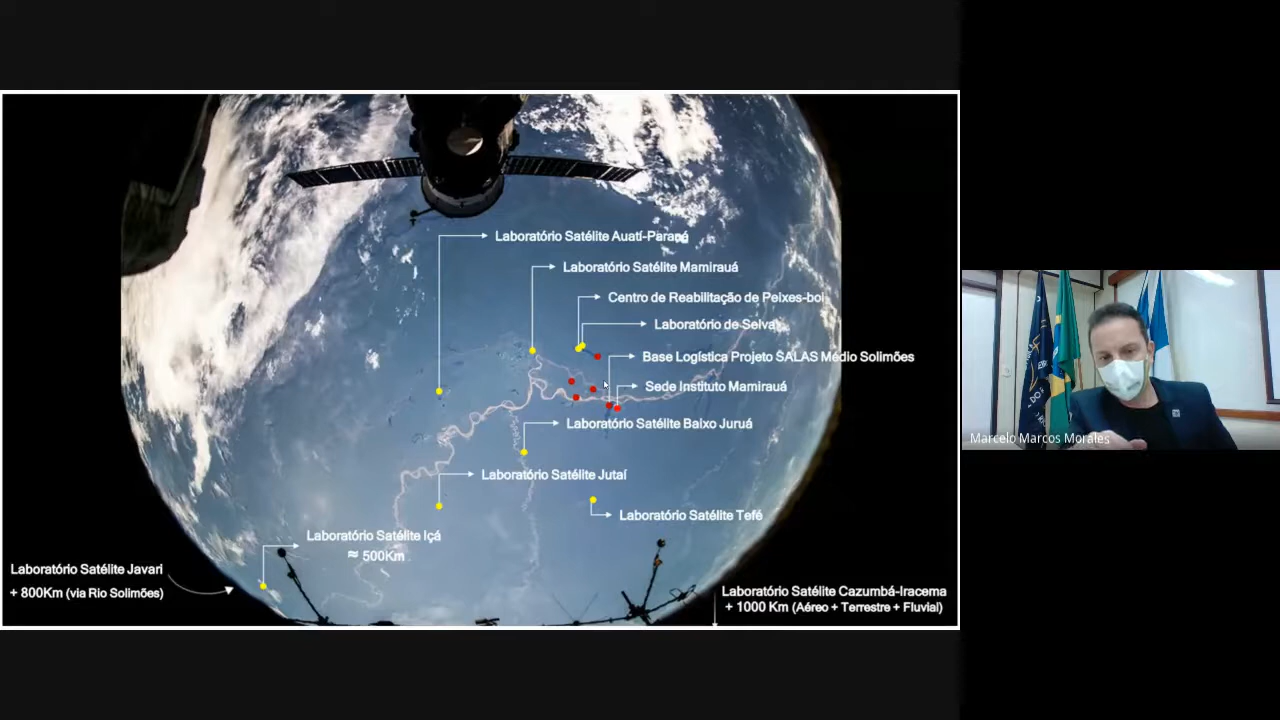 Laboratório Satélite Auatí-Paraná
Laboratório Satélite Mamirauá
Centro de Reabilitação de Peixes-boi
Laboratório de Selva
Base Logística Projeto SALAS Médio Solimões
Sede Instituto Mamirauá
Laboratório Satélite Baixo Juruá
Laboratório Satélite Jutaí
Laboratório Satélite Tefé
Laboratório Satélite Içá
≈ 500Km
Laboratório Satélite Javari
+ 800Km (via Rio Solimões)
Laboratório Satélite Cazumbá-Iracema
+ 1000 Km (Aéreo + Terrestre + Fluvial)
Marcelo Marcos Morales